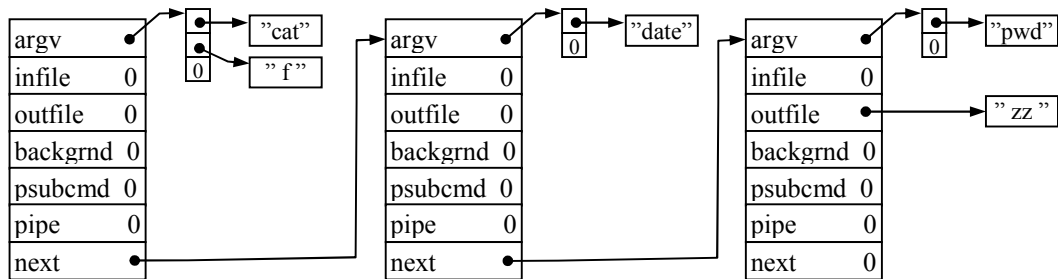 argv "cat" argv "date" argv "pwd"
0 0
infile 0 " f " infile 0 infile 0
0
outfile 0 outfile 0 outfile " zz "
backgrnd 0 backgrnd 0 backgrnd 0
psubcmd 0 psubcmd 0 psubcmd 0
pipe 0 pipe 0 pipe 0
next next next 0